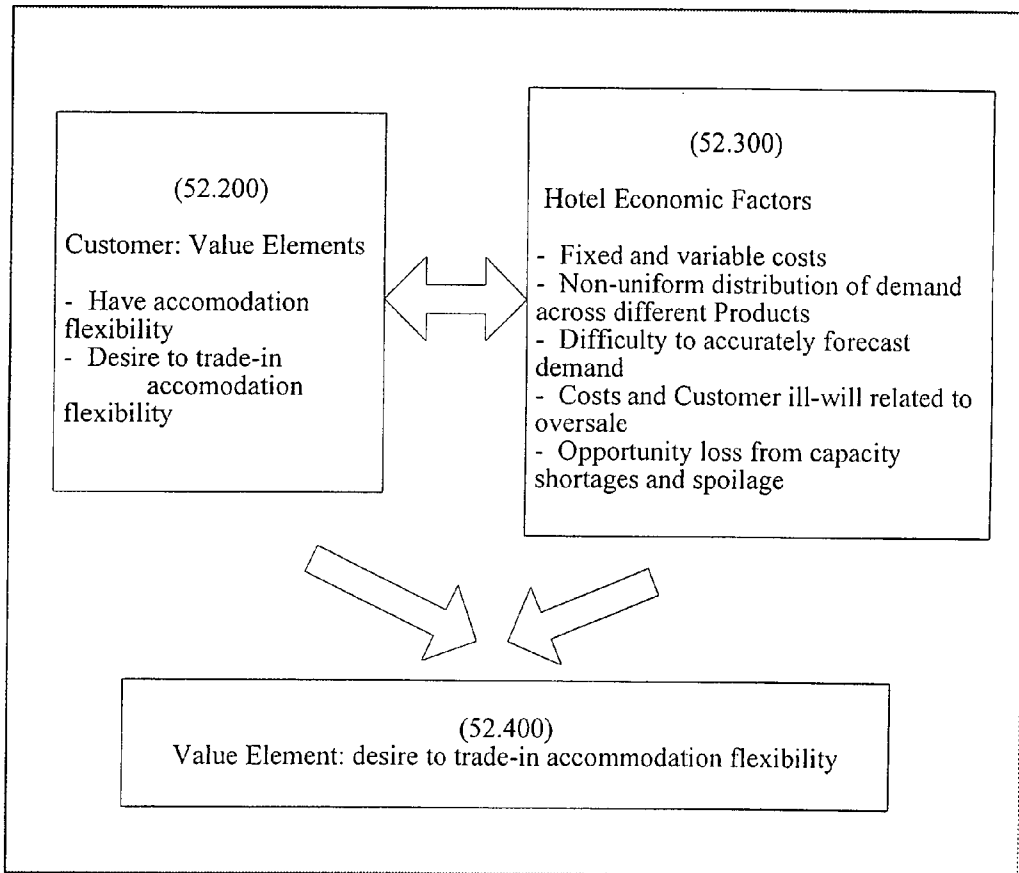 (52.200)
Customer: Value Elements
- Have accomodation
flexibility
- Desire to trade-in
accomodation
flexibility
(52.300)
Hotel Economic Factors
- Fixed and variable costs
- Non-uniform distribution of demand
across different Products
- Difficulty to accurately forecast
demand
- Costs and Customer ill-will related to
oversale
- Opportunity loss from capacity
shortages and spoilage
(52.400)
Value Element: desire to trade-in accommodation flexibility